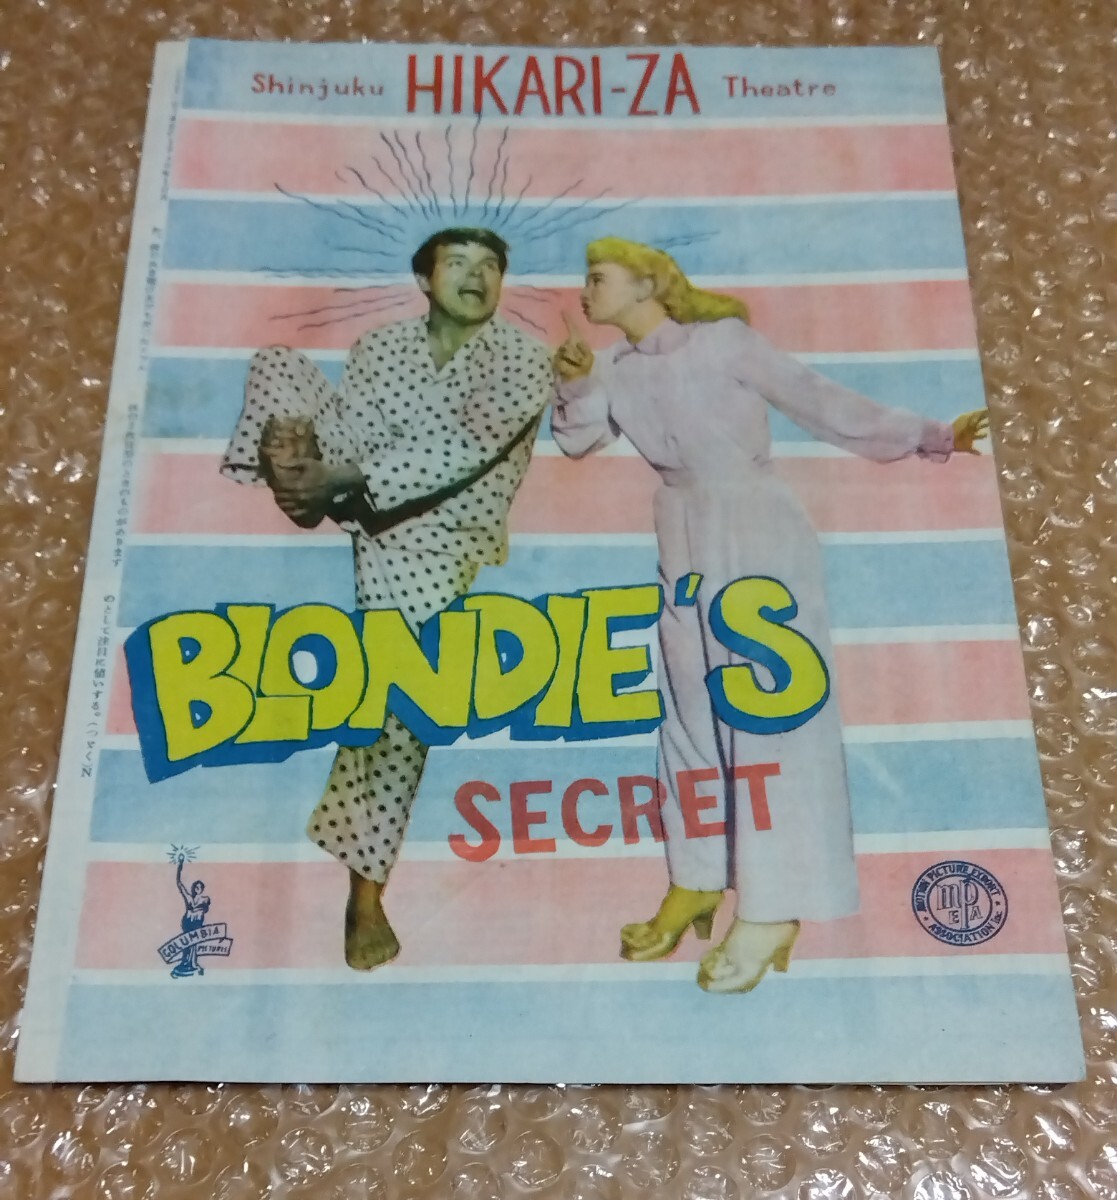 Shinjuku HIKARI-ZA Theatre
BLONDIE'S
SECRET
COLUMBIA
PICTURES
MOTION PICTURE EXPORT
MPEA
ASSOCIATION Inc.